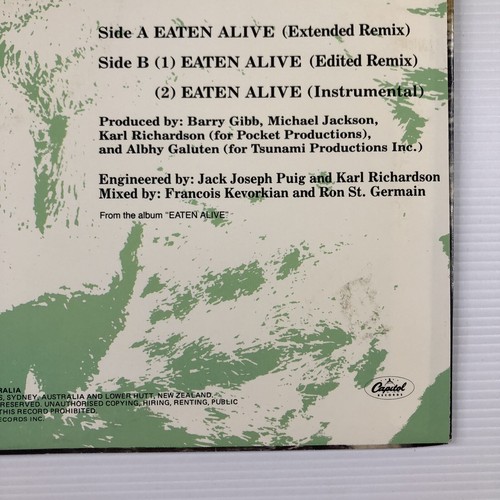 Side A EATEN ALIVE (Extended Remix)
Side B (1) EATEN ALIVE (Edited Remix)
(2) EATEN ALIVE (Instrumental)
Produced by: Barry Gibb, Michael Jackson,
Karl Richardson (for Pocket Productions),
and Albhy Galuten (for Tsunami Productions Inc.)
Engineered by: Jack Joseph Puig and Karl Richardson
Mixed by: Francois Kevorkian and Ron St. Germain
From the album "EATEN ALIVE"
Capitol
RECORDS
SYDNEY, AUSTRALIA AND LOWER HUTT, NEW ZEALAND.
RESERVED. UNAUTHORISED COPYING, HIRING, RENTING, PUBLIC
THIS RECORD PROHIBITED.
RECORDS INC.